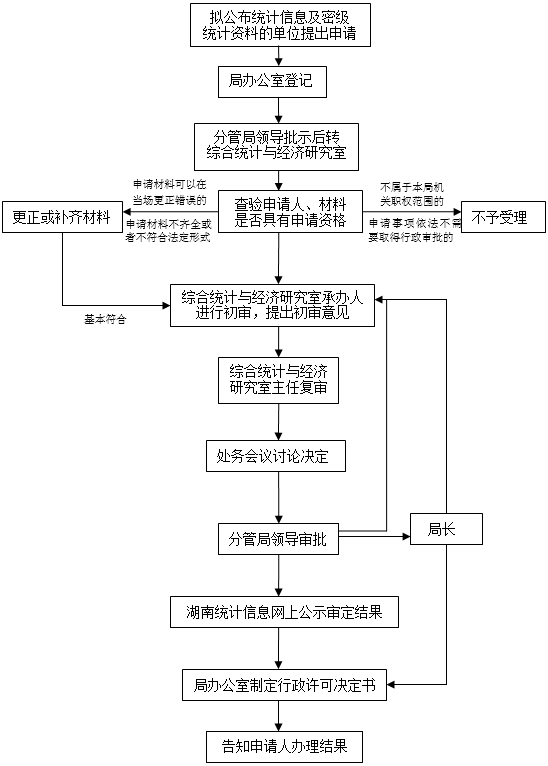 拟公布统计信息及密级
统计资料的单位提出申请
局办公室登记
分管局领导批示后转
综合统计与经济研究室
申请材料可以在
当场更正错误的
不属于本局机
关职权范围的
更正或补齐材料
查验申请人、材料
是否具有申请资格
不予受理
申请材料不齐全或
者不符合法定形式
申请事项依法不需
要取得行政审批的
综合统计与经济研究室承办人
进行初审，提出初审意见
基本符合
综合统计与经济
研究室主任复审
处务会议讨论决定
分管局领导审批
局长
湖南统计信息网上公示审定结果
局办公室制定行政许可决定书
告知申请人办理结果